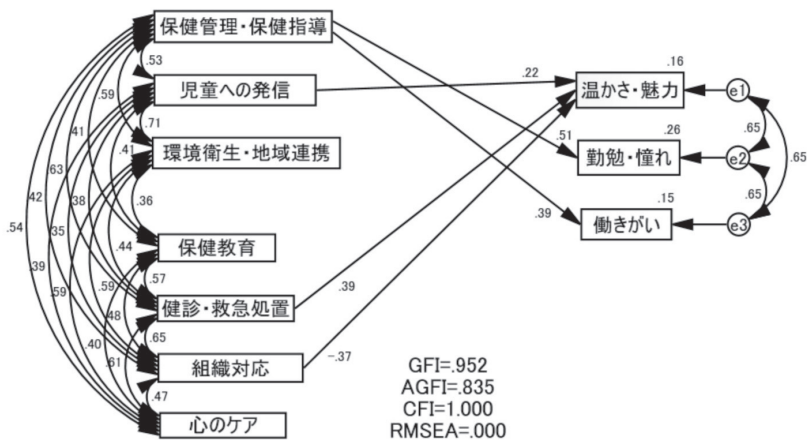 保健管理・保健指導
.53
児童への発信
.59
.71
環境衛生・地域連携
.41
.41
.63
.36
.42
.38
.54
保健教育
.35
.44
.57
.39
.59
健診・救急処置
.59
.48
.65
組織対応
.40
.61
.47
心のケア
.22
.16
温かさ・魅力
e1
.51
.26
.65
勤勉・憧れ
e2
.65
.15
.65
.39
働きがい
e3
.39
-.37
GFI=.952
AGFI=.835
CFI=1.000
RMSEA=.000